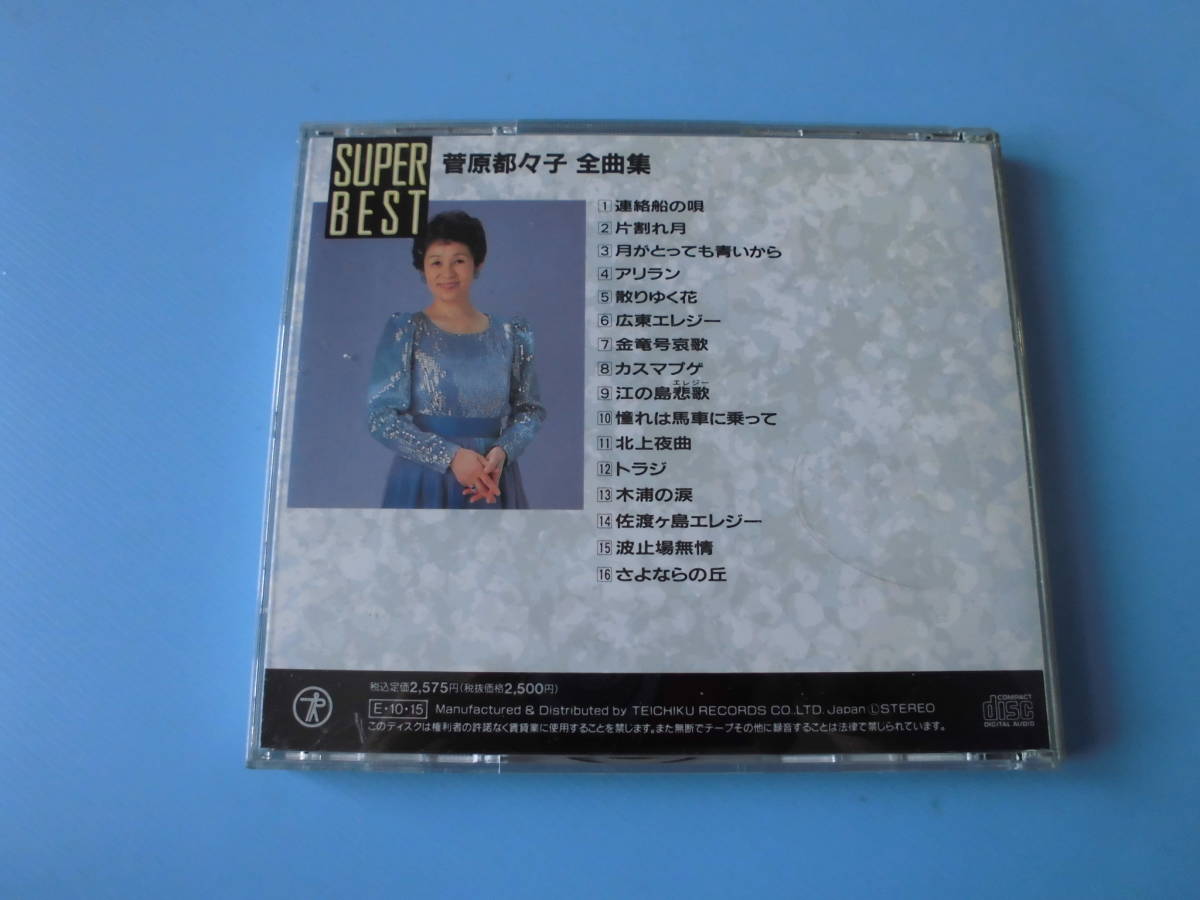 SUPER
BEST
菅原都々子 全曲集
1 連絡船の唄
2 片割れ月
3 月がとっても青いから
4 アリラン
5 散りゆく花
6 広東エレジー
7 金竜号哀歌
8 カスマプゲ
エレジー
9 江の島悲歌
10 憧れは馬車に乗って
11 北上夜曲
12 トラジ
13 木浦の涙
14 佐渡ヶ島エレジー
15 波止場無情
16 さよならの丘
税込定価2,575円(税抜価格2,500円)
E・10・15 Manufactured & Distributed by TEICHIKU RECORDS CO.,LTD. Japan Ⓛ STEREO
このディスクは権利者の許諾なく賃貸業に使用することを禁じます。また無断でテープその他に録音することは法律で禁じられています。
COMPACT
disc
DIGITAL AUDIO